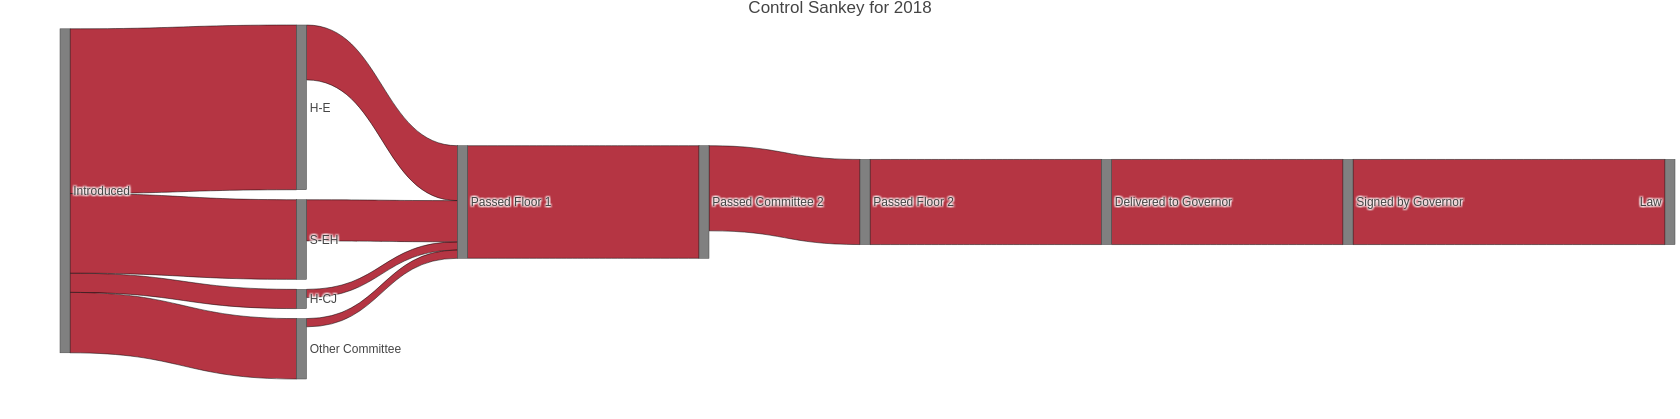 Control Sankey for 2018
Introduced
H-E
S-EH
H-CJ
Other Committee
Passed Floor 1
Passed Committee 2
Passed Floor 2
Delivered to Governor
Signed by Governor
Law